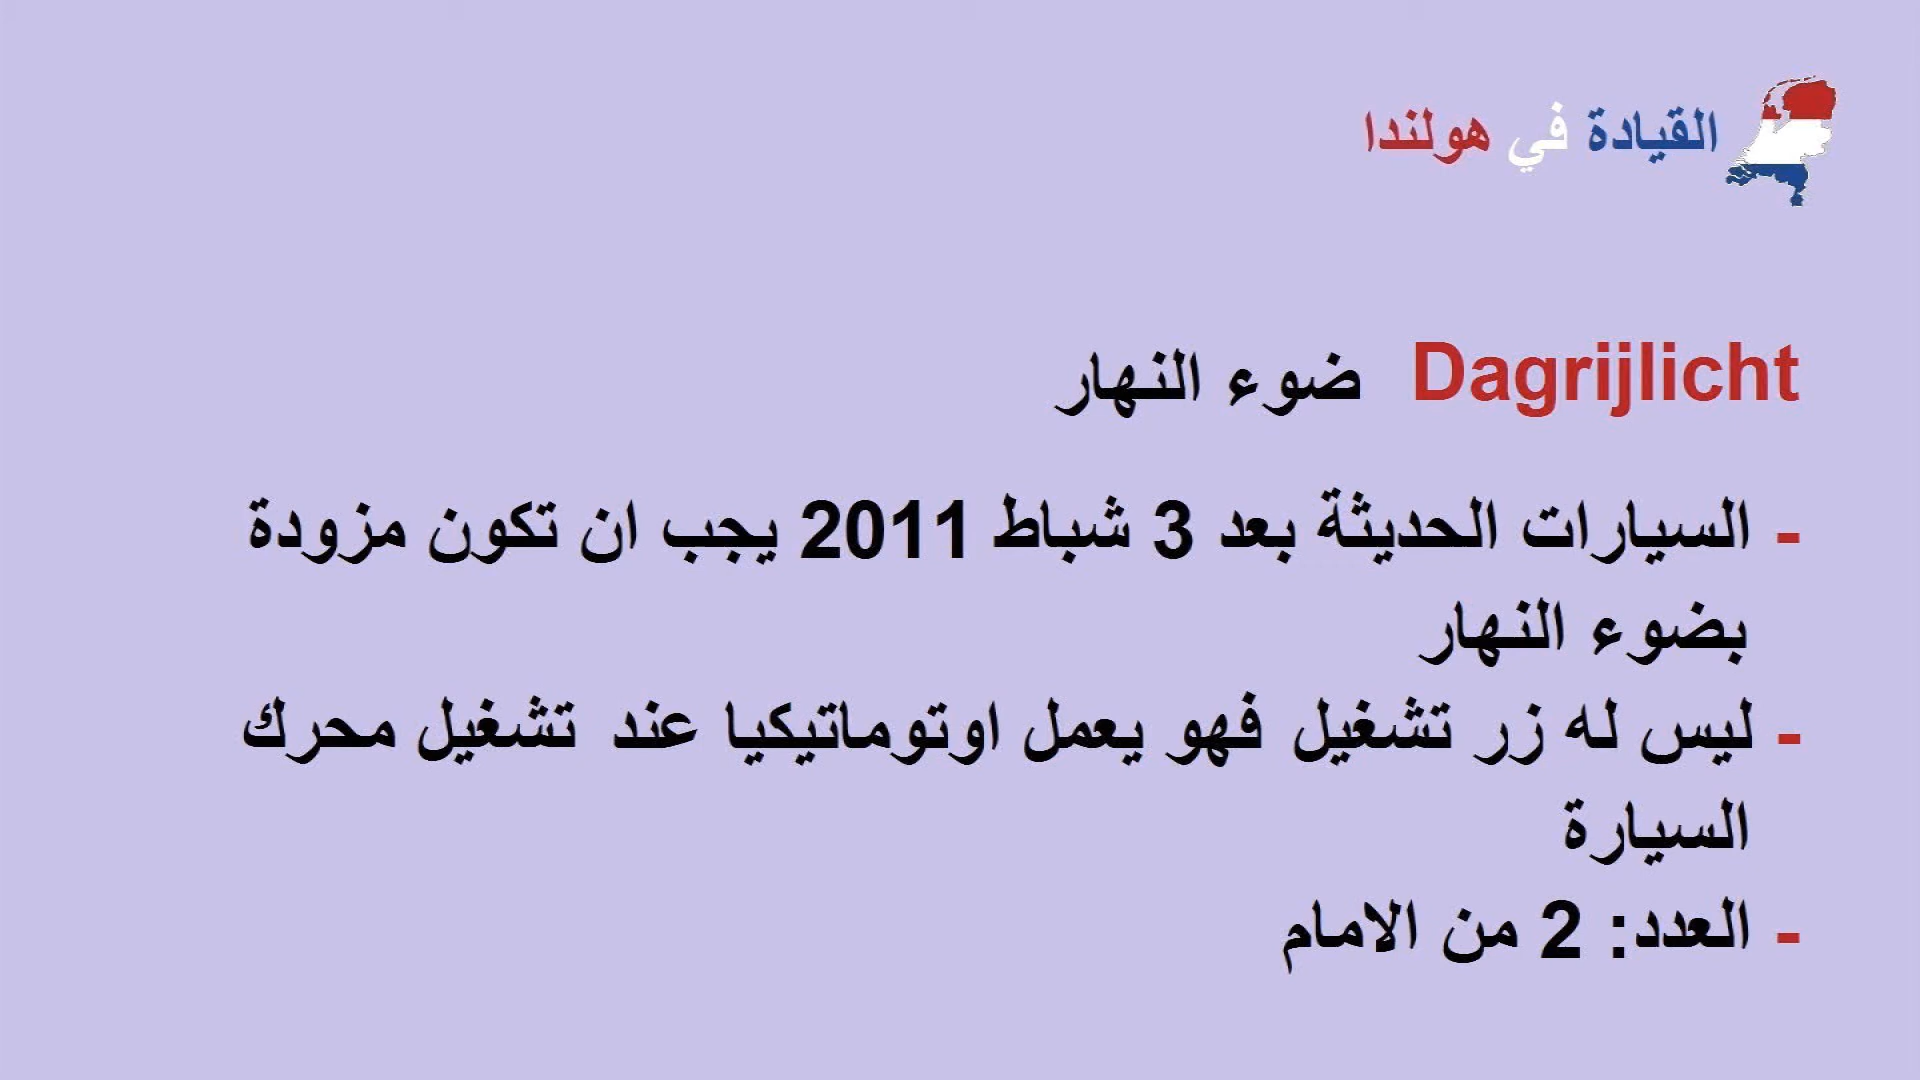 القيادة في هولندا
Dagrijlicht ضوء النهار
- السيارات الحديثة بعد 3 شباط 2011 يجب ان تكون مزودة
بضوء النهار
- ليس له زر تشغيل فهو يعمل اوتوماتيكيا عند تشغيل محرك
السيارة
- العدد: 2 من الامام